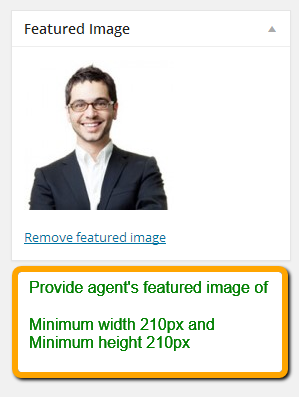 Featured Image
Remove featured image
Provide agent's featured image of
Minimum width 210px and
Minimum height 210px